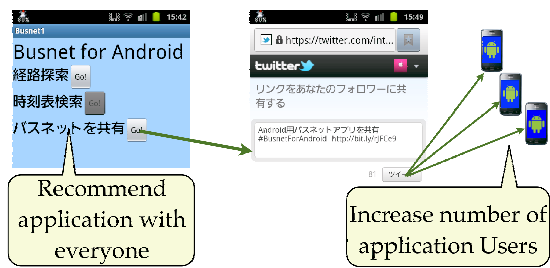 80%
15:42
Busnet1
Busnet for Android
経路探索 Go!
時刻表検索 Go!
バスネットを共有 Go!
Recommend
application with
everyone
80%
15:49
https://twitter.com/int...
twitter
リンクをあなたのフォロワーに共
有する
Android用バスネットアプリを共有
#BusnetForAndroid
81 ツイート
Increase number of
application Users